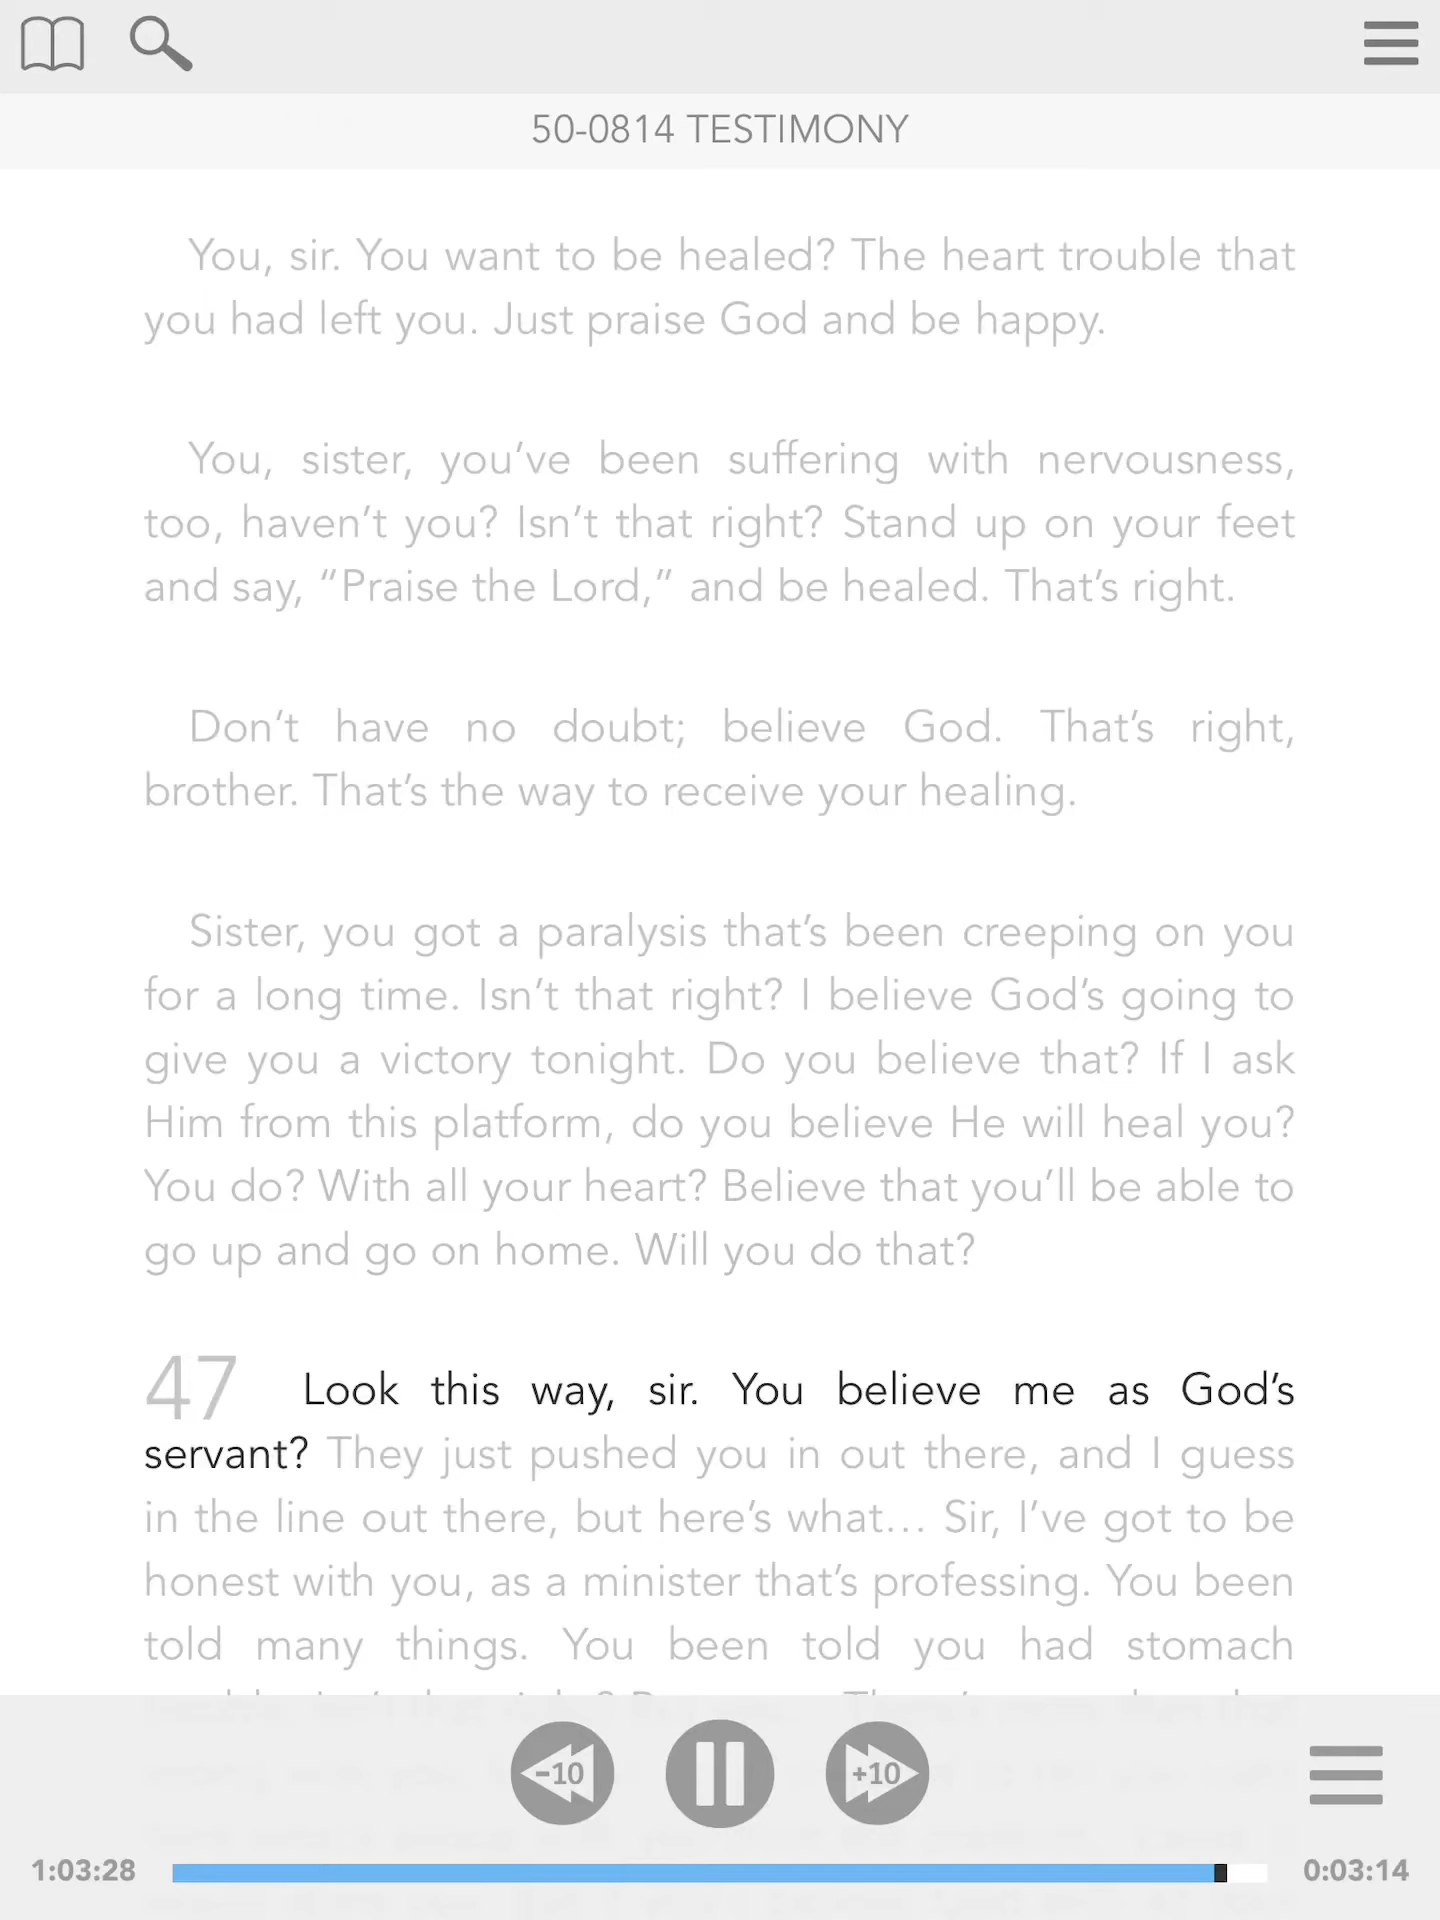 50-0814 TESTIMONY
You, sir. You want to be healed? The heart trouble that
you had left you. Just praise God and be happy.
You, sister, you’ve been suffering with nervousness,
too, haven’t you? Isn’t that right? Stand up on your feet
and say, “Praise the Lord,” and be healed. That’s right.
Don’t have no doubt; believe God. That’s right,
brother. That’s the way to receive your healing.
Sister, you got a paralysis that’s been creeping on you
for a long time. Isn’t that right? I believe God’s going to
give you a victory tonight. Do you believe that? If I ask
Him from this platform, do you believe He will heal you?
You do? With all your heart? Believe that you’ll be able to
go up and go on home. Will you do that?
47 Look this way, sir. You believe me as God’s
servant? They just pushed you in out there, and I guess
in the line out there, but here’s what… Sir, I’ve got to be
honest with you, as a minister that’s professing. You been
told many things. You been told you had stomach
-10 +10
1:03:28 0:03:14